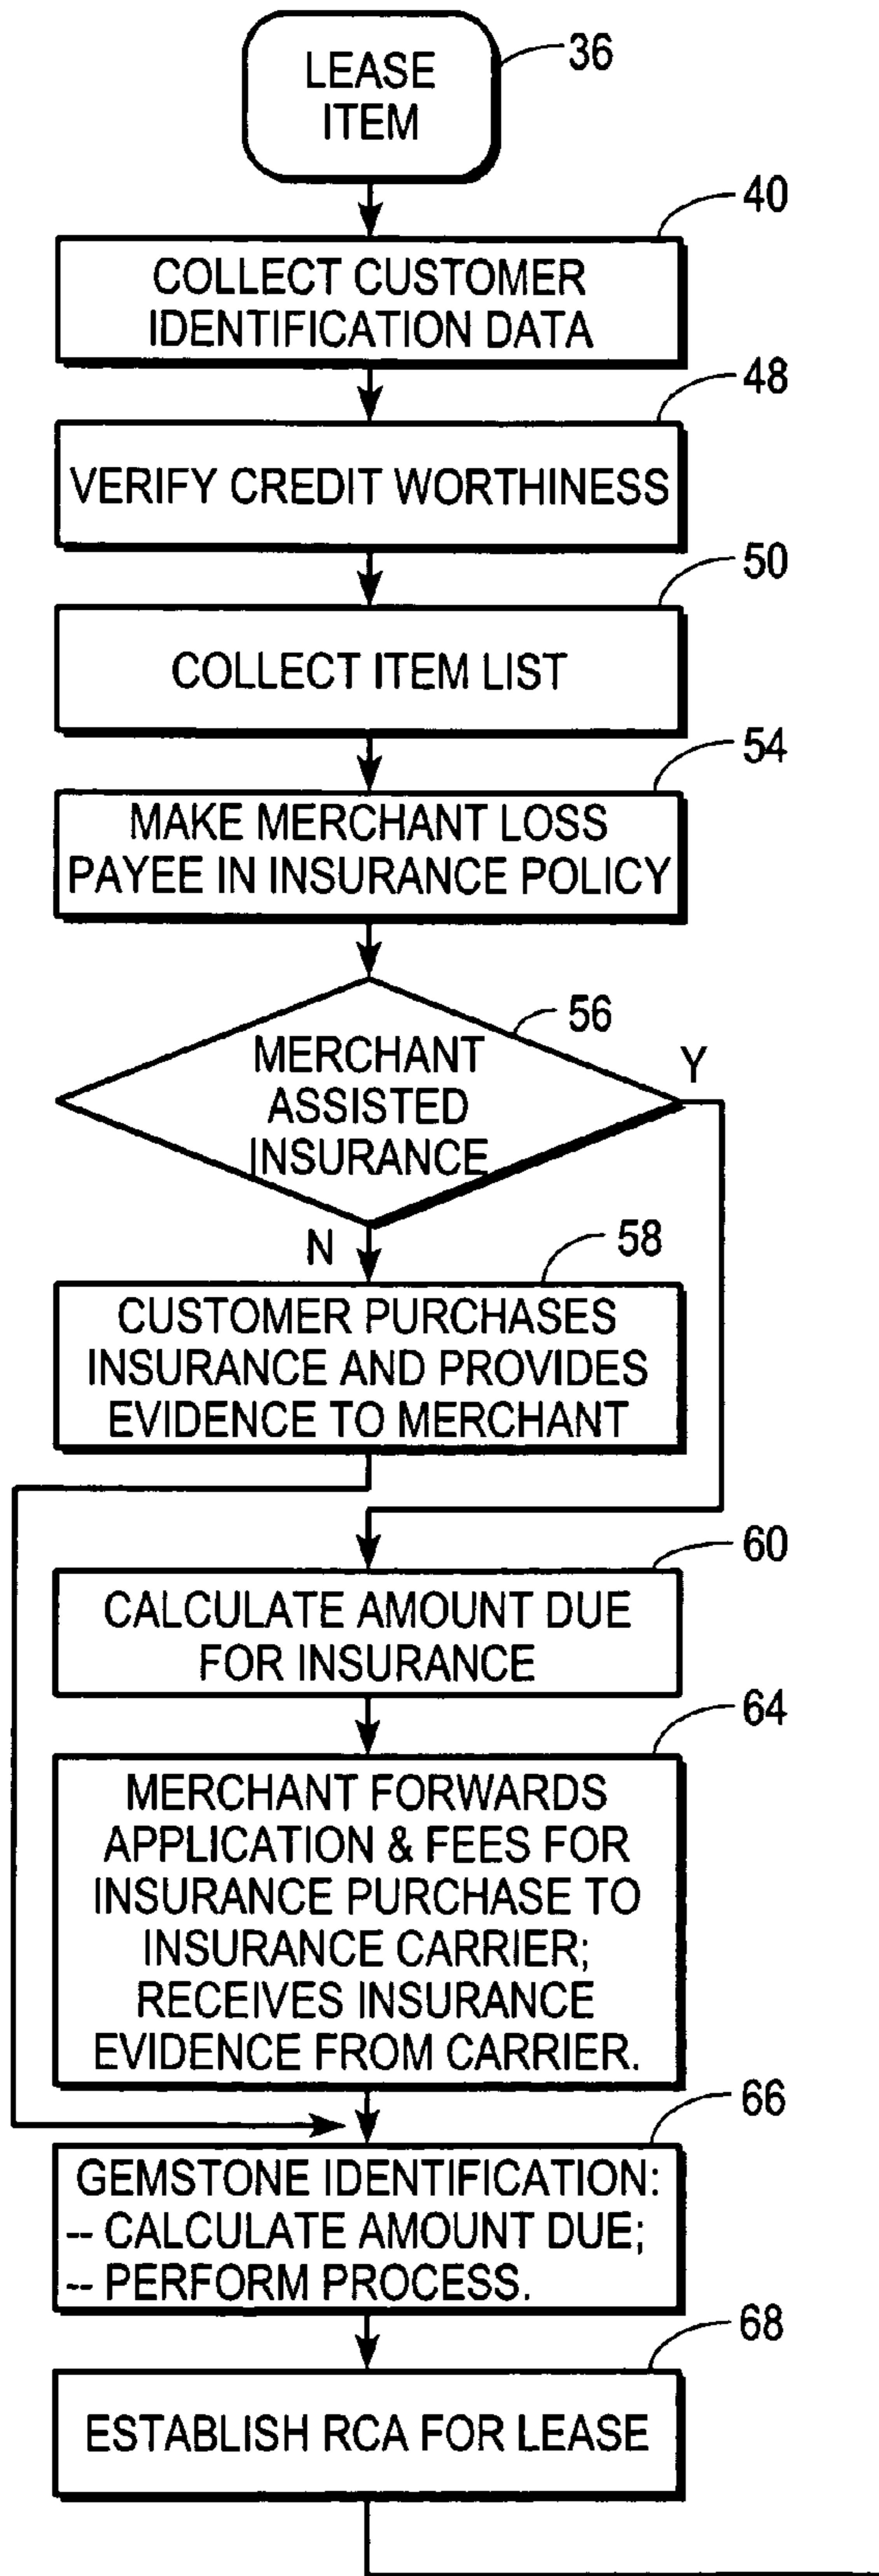 LEASE
ITEM
36
40
COLLECT CUSTOMER
IDENTIFICATION DATA
48
VERIFY CREDIT WORTHINESS
50
COLLECT ITEM LIST
54
MAKE MERCHANT LOSS
PAYEE IN INSURANCE POLICY
56
MERCHANT
ASSISTED
INSURANCE
Y
N
58
CUSTOMER PURCHASES
INSURANCE AND PROVIDES
EVIDENCE TO MERCHANT
60
CALCULATE AMOUNT DUE
FOR INSURANCE
64
MERCHANT FORWARDS
APPLICATION & FEES FOR
INSURANCE PURCHASE TO
INSURANCE CARRIER;
RECEIVES INSURANCE
EVIDENCE FROM CARRIER.
66
GEMSTONE IDENTIFICATION:
-- CALCULATE AMOUNT DUE;
-- PERFORM PROCESS.
68
ESTABLISH RCA FOR LEASE